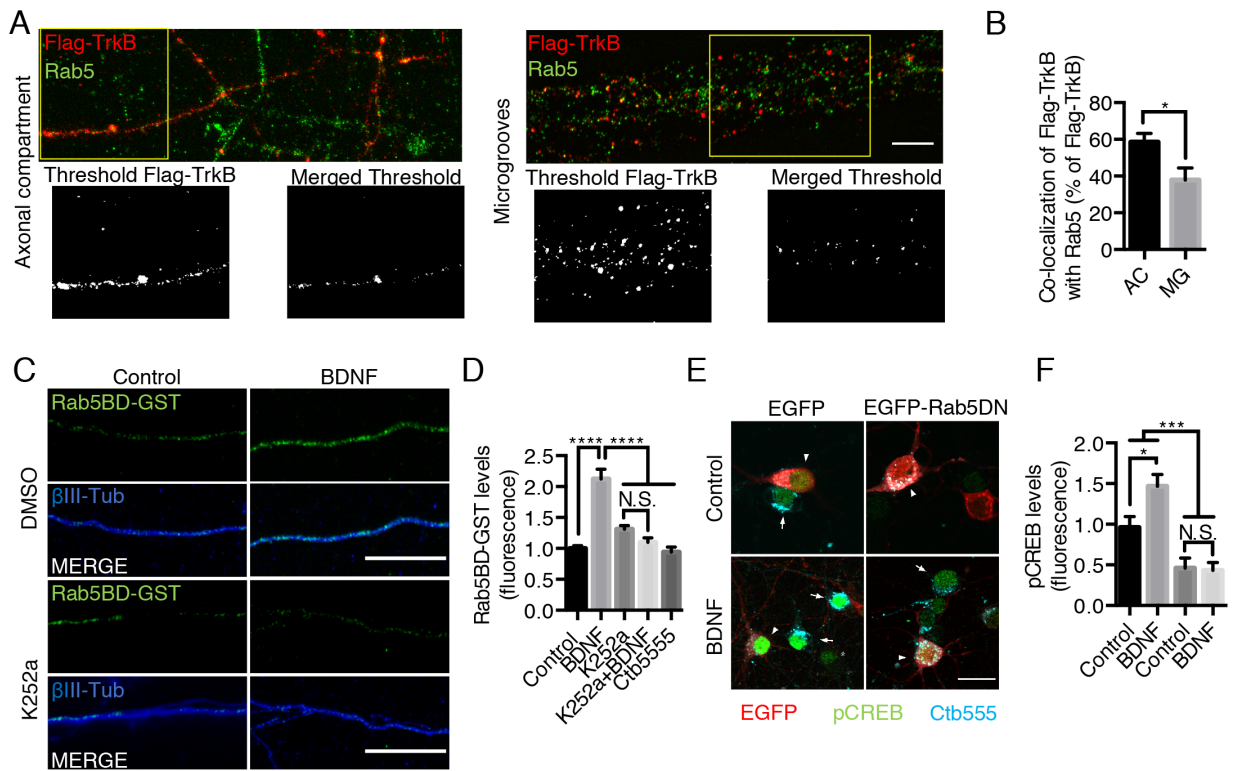 A
Axonal compartment
Flag-TrkB
Rab5
Threshold Flag-TrkB
Merged Threshold
Microgrooves
Flag-TrkB
Rab5
Threshold Flag-TrkB
Merged Threshold
B
Co-localization of Flag-TrkB
with Rab5 (% of Flag-TrkB)
80
60
40
20
0
*
AC
MG
C
Control
BDNF
DMSO
Rab5BD-GST
βIII-Tub
MERGE
K252a
Rab5BD-GST
βIII-Tub
MERGE
D
Rab5BD-GST levels
(fluorescence)
2.5
2.0
1.5
1.0
0.5
0.0
**** ****
N.S.
Control
BDNF
K252a
K252a+BDNF
Ctb5555
E
EGFP
EGFP-Rab5DN
Control
BDNF
*
EGFP
pCREB
Ctb555
F
pCREB levels
(fluorescence)
2.0
1.5
1.0
0.5
0.0
***
*
N.S.
Control
BDNF
Control
BDNF